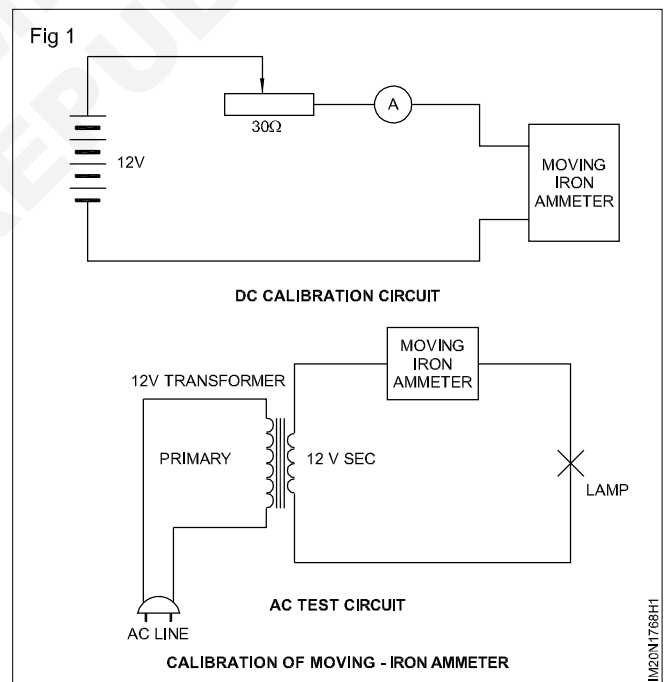 Fig 1
A
30Ω
12V
MOVING
IRON
AMMETER
DC CALIBRATION CIRCUIT
MOVING
IRON
AMMETER
12V TRANSFORMER
PRIMARY
12 V SEC
LAMP
AC TEST CIRCUIT
AC LINE
CALIBRATION OF MOVING - IRON AMMETER
IM20N1768H1